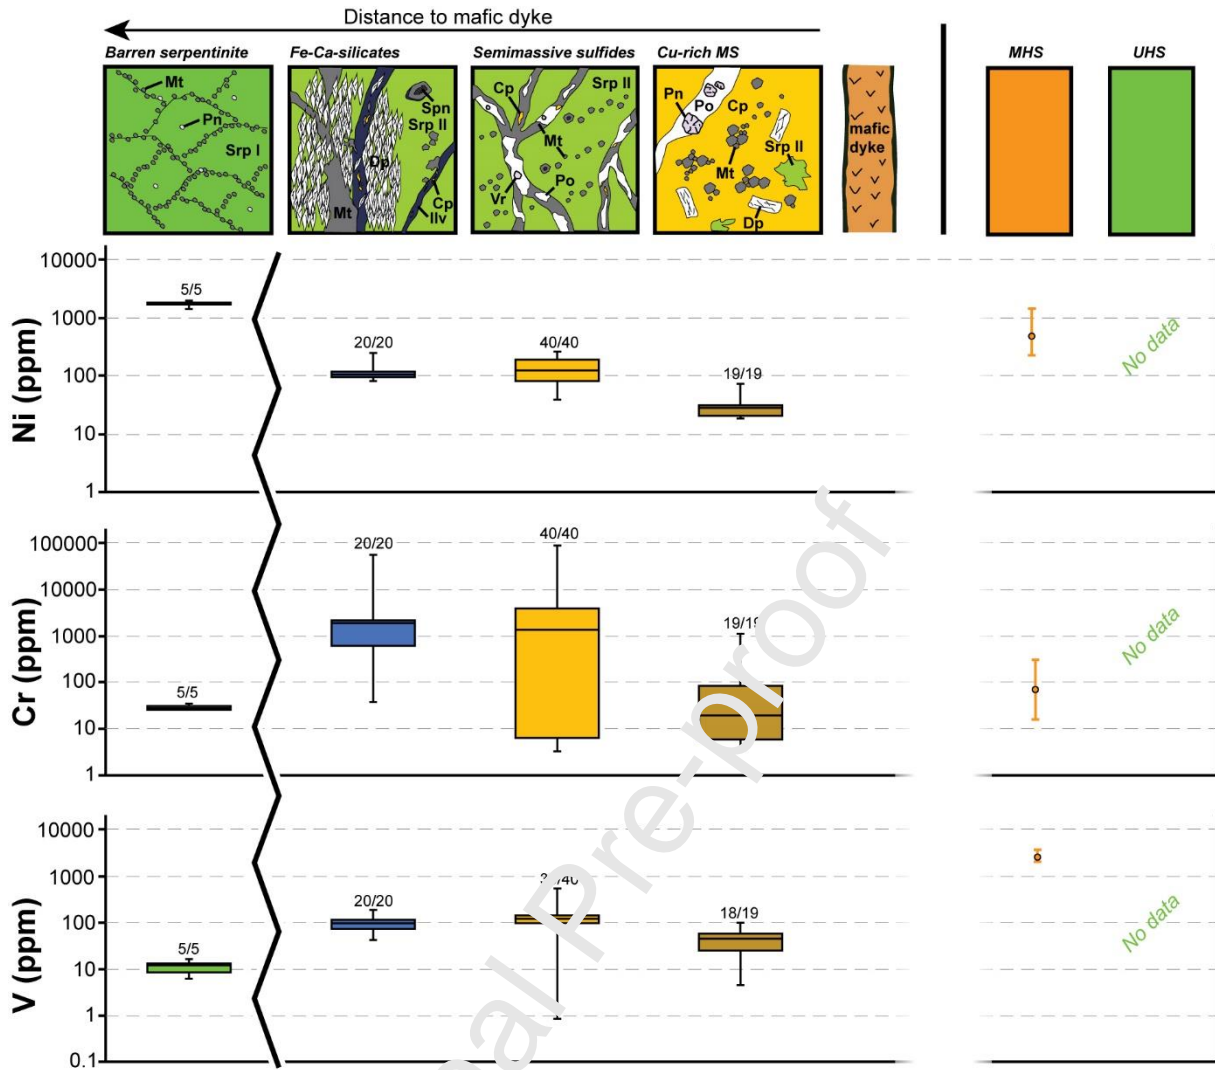 Distance to mafic dyke
Barren serpentinite
Fe-Ca-silicates
Semimassive sulfides
Cu-rich MS
MHS
UHS
Mt
Pn
Srp I
Spn
Srp II
Dp
Mt
Cp
Ilv
Cp
Srp II
Mt
Vr
Po
Pn
Po
Cp
Mt
Srp II
Dp
mafic
dyke
Ni (ppm)
10000
1000
100
10
1
5/5
20/20
40/40
19/19
No data
Cr (ppm)
100000
10000
1000
100
10
1
5/5
20/20
40/40
No data
V (ppm)
10000
1000
100
10
1
0.1
5/5
20/20
18/19
No data
Pre-proof